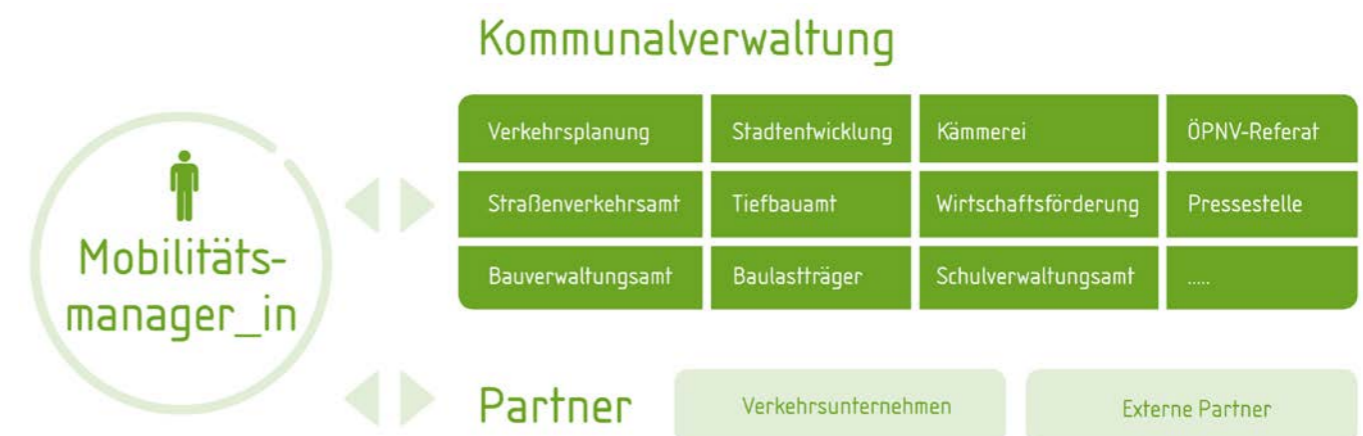 Kommunalverwaltung
Verkehrsplanung
Stadtentwicklung
Kämmerei
ÖPNV-Referat
Straßenverkehrsamt
Tiefbauamt
Wirtschaftsförderung
Pressestelle
Bauverwaltungsamt
Baulastträger
Schulverwaltungsamt
.....
Mobilitäts-
manager_in
Partner
Verkehrsunternehmen
Externe Partner